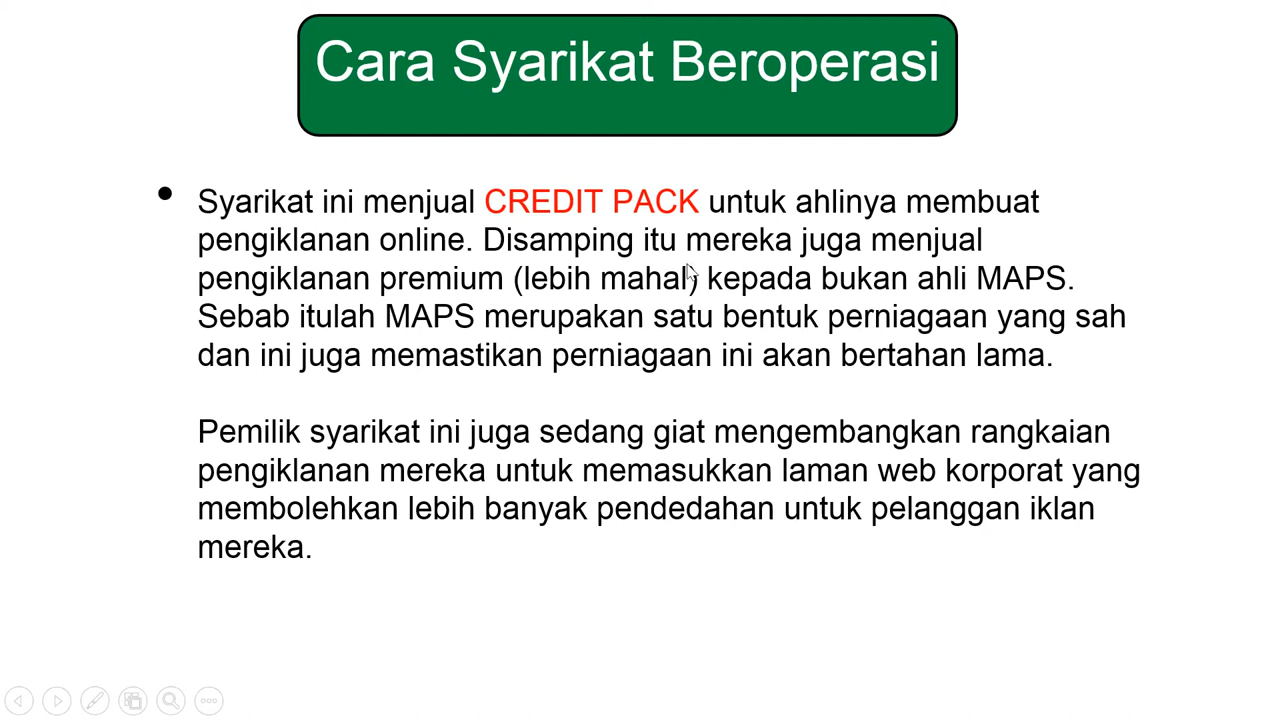 Cara Syarikat Beroperasi
• Syarikat ini menjual CREDIT PACK untuk ahlinya membuat
pengiklanan online. Disamping itu mereka juga menjual
pengiklanan premium (lebih mahal) kepada bukan ahli MAPS.
Sebab itulah MAPS merupakan satu bentuk perniagaan yang sah
dan ini juga memastikan perniagaan ini akan bertahan lama.
Pemilik syarikat ini juga sedang giat mengembangkan rangkaian
pengiklanan mereka untuk memasukkan laman web korporat yang
membolehkan lebih banyak pendedahan untuk pelanggan iklan
mereka.